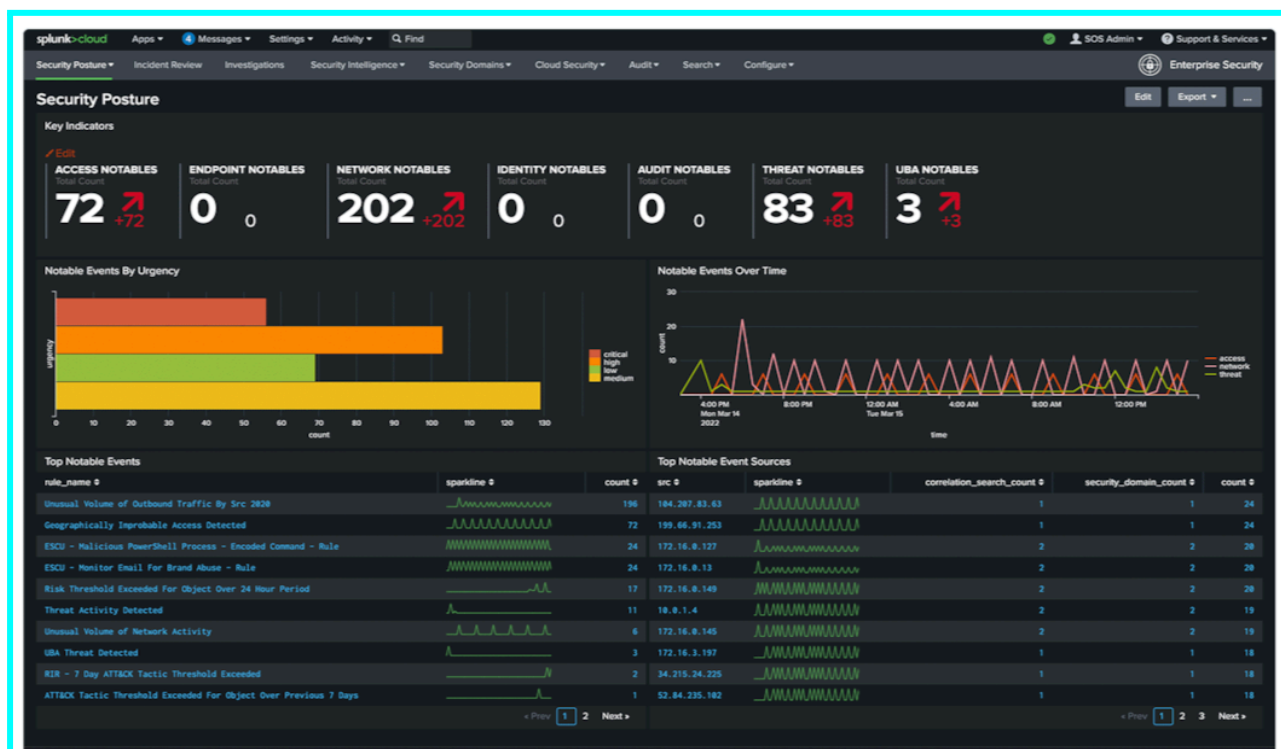 splunk>cloud Apps 4 Messages Settings Activity Find SOS Admin ? Support & Services
Security Posture Incident Review Investigations Security Intelligence Security Domains Cloud Security Audit Search Configure Enterprise Security
Security Posture Edit Export ...
Key Indicators
Edit
ACCESS NOTABLES ENDPOINT NOTABLES NETWORK NOTABLES IDENTITY NOTABLES AUDIT NOTABLES THREAT NOTABLES UBA NOTABLES
Total Count Total Count Total Count Total Count Total Count Total Count Total Count
72 +72 0 0 202 +202 0 0 0 0 83 +83 3 +3
Notable Events By Urgency
urgency
critical
high
low
medium
0 10 20 30 40 50 60 70 80 90 100 110 120 130
count
Notable Events Over Time
30
20
10
count
access
network
threat
4:00 PM 8:00 PM 12:00 AM 4:00 AM 8:00 AM 12:00 PM
Mon Mar 14 Tue Mar 15
2022
time
Top Notable Events
rule_name sparkline count
Unusual Volume of Outbound Traffic By Src 2020 196
Geographically Improbable Access Detected 72
ESCU - Malicious PowerShell Process - Encoded Command - Rule 24
ESCU - Monitor Email For Brand Abuse - Rule 24
Risk Threshold Exceeded For Object Over 24 Hour Period 17
Threat Activity Detected 11
Unusual Volume of Network Activity 6
UBA Threat Detected 3
RIR - 7 Day ATT&CK Tactic Threshold Exceeded 2
ATT&CK Tactic Threshold Exceeded For Object Over Previous 7 Days 1
« Prev 1 2 Next »
Top Notable Event Sources
src sparkline correlation_search_count security_domain_count count
104.207.83.63 1 1 24
199.66.91.253 1 1 24
172.16.0.127 2 2 20
172.16.0.13 2 2 20
172.16.0.149 2 2 20
10.0.1.4 2 2 19
172.16.0.145 2 2 19
172.16.3.197 1 1 18
34.215.24.225 1 1 18
52.84.235.102 1 1 18
« Prev 1 2 3 Next »